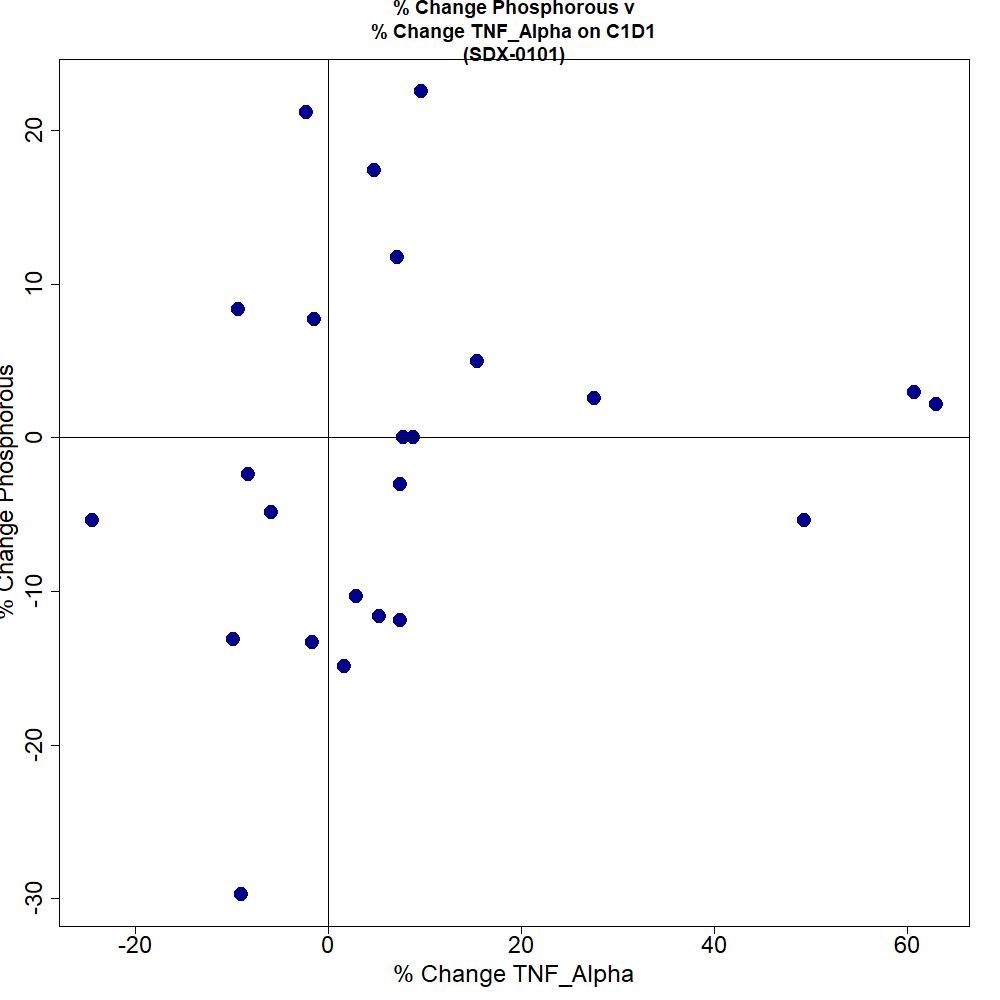 % Change Phosphorous v
% Change TNF_Alpha on C1D1
(SDX-0101)
% Change Phosphorous
20
10
0
-10
-20
-30
-20
0
20
40
60
% Change TNF_Alpha